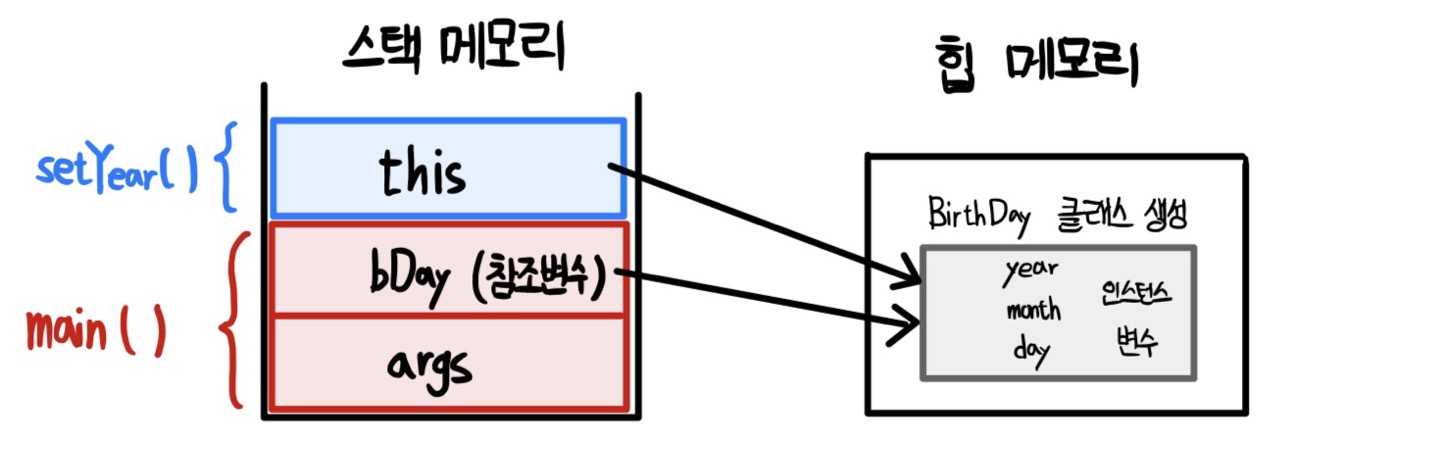 스택 메모리
힙 메모리
setYear()
this
BirthDay 클래스 생성
main()
bDay (참조변수)
args
year
month
day
인스턴스
변수